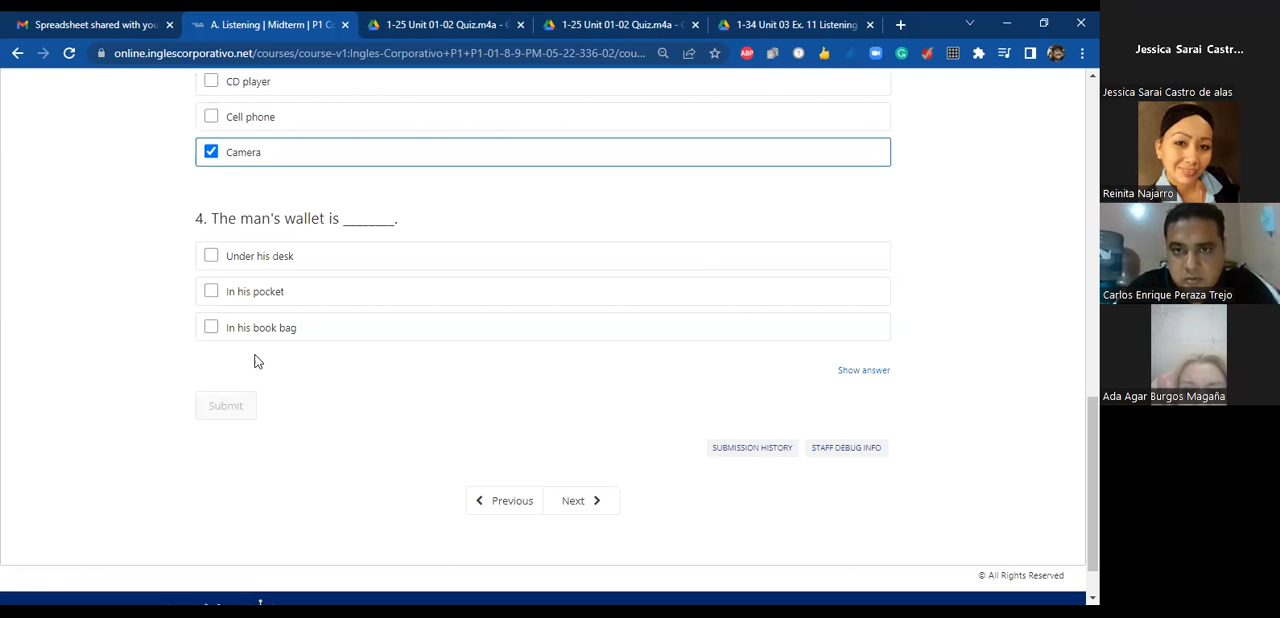 Spreadsheet shared with you
A. Listening | Midterm | P1 C
1-25 Unit 01-02 Quiz.m4a - G
1-25 Unit 01-02 Quiz.m4a - G
1-34 Unit 03 Ex. 11 Listening
online.inglescorporativo.net/courses/course-v1:Ingles-Corporativo+P1+P1-01-8-9-PM-05-22-336-02/cou...
ABP
CD player
Cell phone
Camera
4. The man's wallet is ________.
Under his desk
In his pocket
In his book bag
Show answer
Submit
SUBMISSION HISTORY
STAFF DEBUG INFO
Previous
Next
© All Rights Reserved
Jessica Sarai Castr...
Jessica Sarai Castro de alas
Reinita Najarro
Carlos Enrique Peraza Trejo
Ada Agar Burgos Magaña